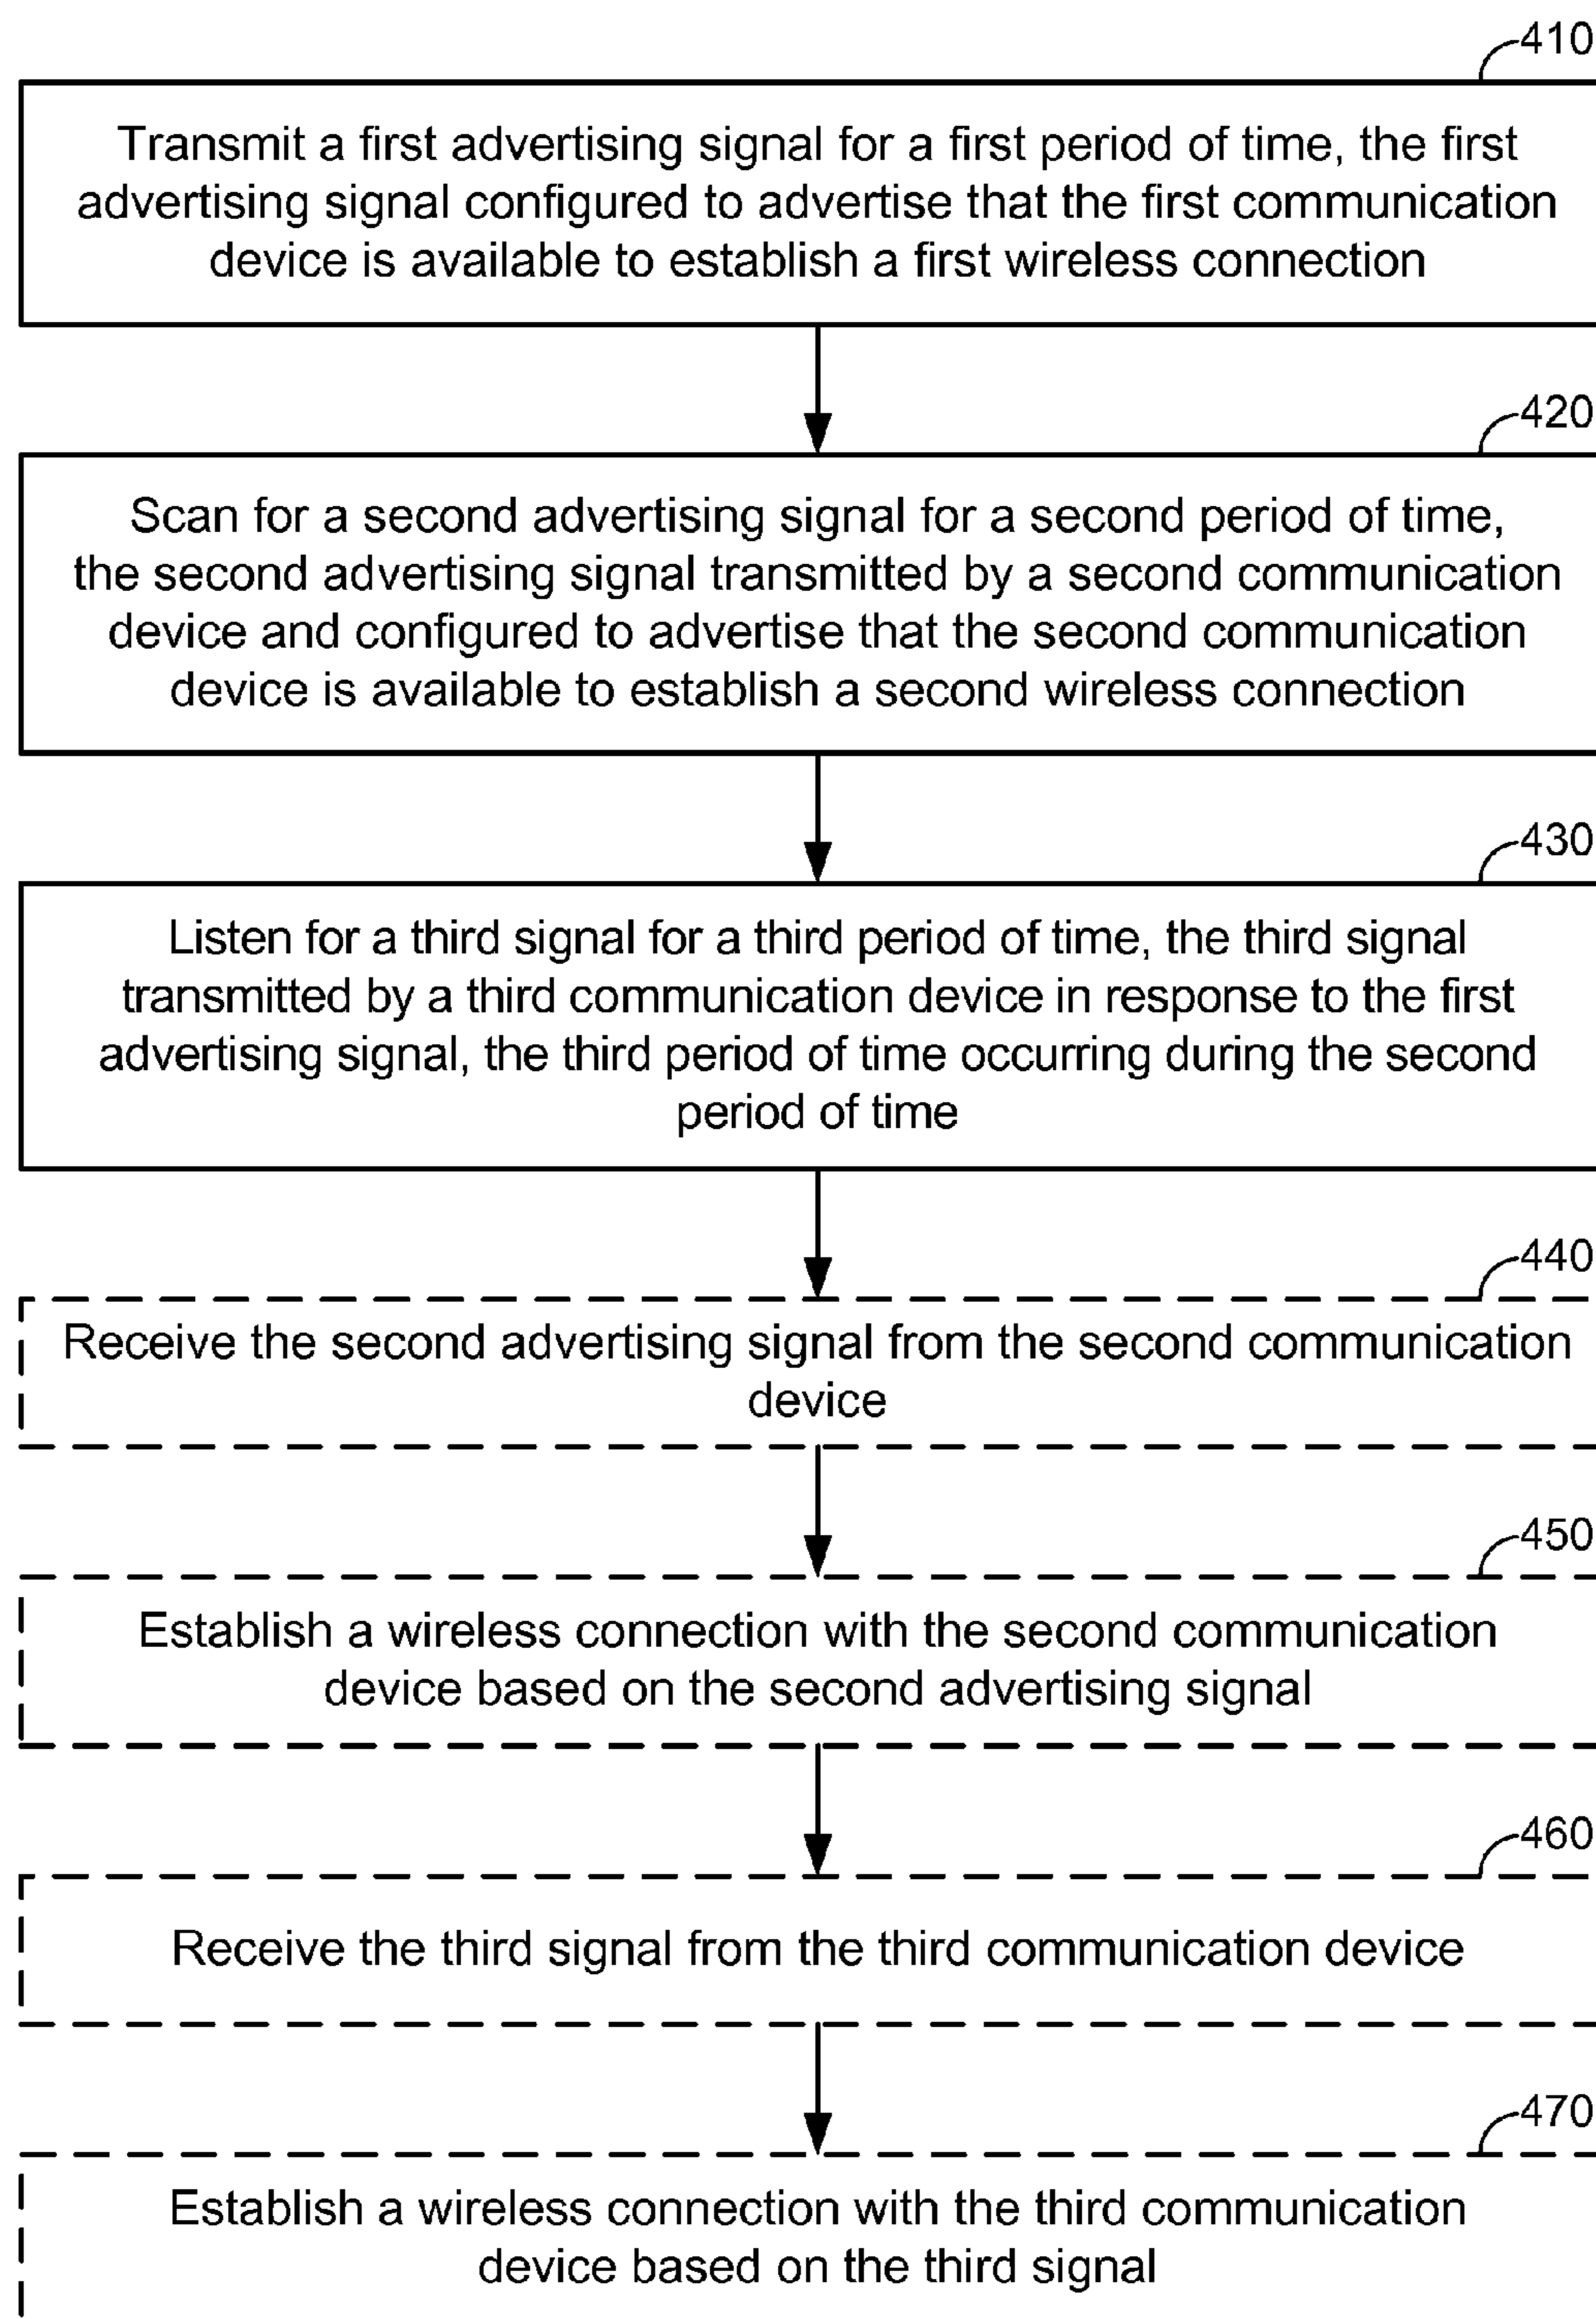 410
Transmit a first advertising signal for a first period of time, the first
advertising signal configured to advertise that the first communication
device is available to establish a first wireless connection
420
Scan for a second advertising signal for a second period of time,
the second advertising signal transmitted by a second communication
device and configured to advertise that the second communication
device is available to establish a second wireless connection
430
Listen for a third signal for a third period of time, the third signal
transmitted by a third communication device in response to the first
advertising signal, the third period of time occurring during the second
period of time
440
Receive the second advertising signal from the second communication
device
450
Establish a wireless connection with the second communication
device based on the second advertising signal
460
Receive the third signal from the third communication device
470
Establish a wireless connection with the third communication
device based on the third signal